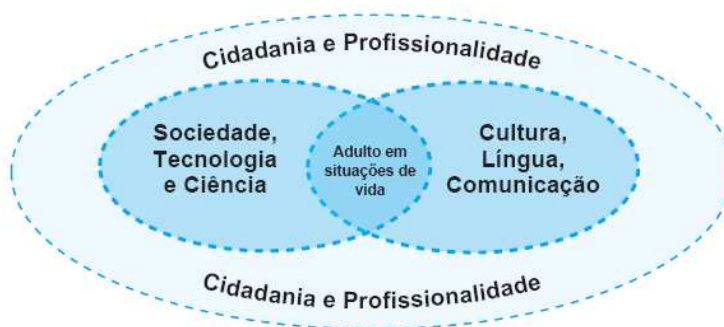 Cidadania e Profissionalidade
Sociedade,
Tecnologia
e Ciência
Adulto em
situações de
vida
Cultura,
Língua,
Comunicação
Cidadania e Profissionalidade